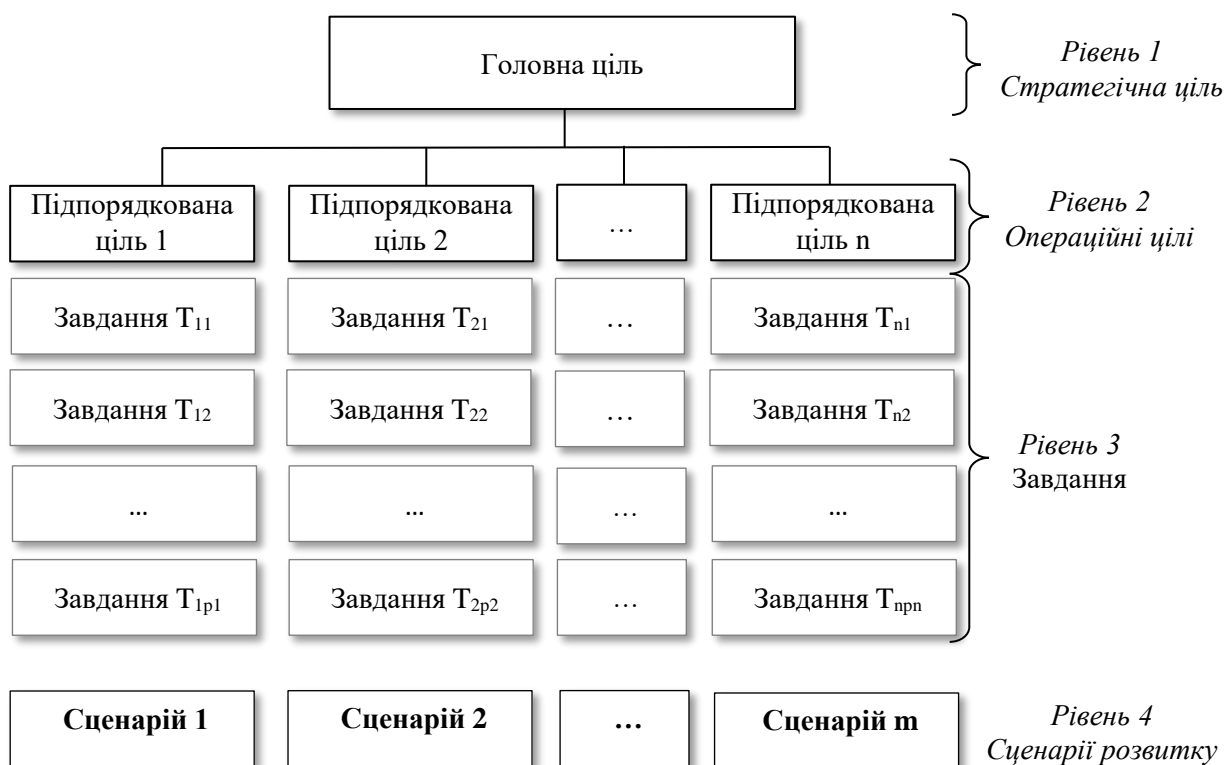 Головна ціль
Рівень 1
Стратегічна ціль
Підпорядкована
ціль 1
Підпорядкована
ціль 2
…
Підпорядкована
ціль n
Рівень 2
Операційні цілі
Завдання T₁₁
Завдання T₂₁
…
Завдання Tₙ₁
Завдання T₁₂
Завдання T₂₂
…
Завдання Tₙ₂
...
...
…
...
Завдання T₁ₚ₁
Завдання T₂ₚ₂
…
Завдання Tₙₚₙ
Рівень 3
Завдання
Сценарій 1
Сценарій 2
…
Сценарій m
Рівень 4
Сценарії розвитку